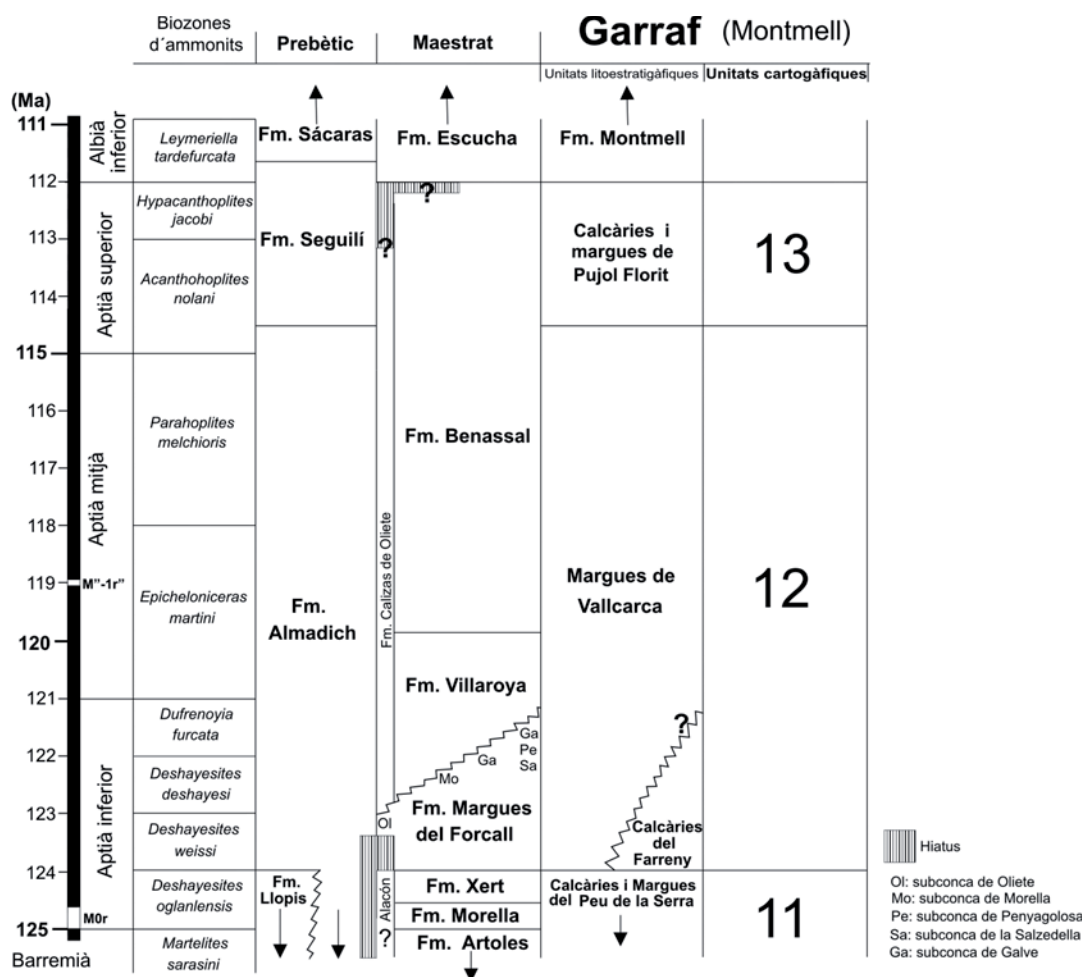 Biozones
d´ammonits
Prebètic
Maestrat
Garraf (Montmell)
Unitats litoestratigàfiques
Unitats cartogàfiques
(Ma)
111
112
113
114
115
116
117
118
119
120
121
122
123
124
125
M"-1r"
M0r
Albià
inferior
Aptià superior
Aptià mitjà
Aptià inferior
Barremià
Leymeriella
tardefurcata
Hypacanthoplites
jacobi
Acanthohoplites
nolani
Parahoplites
melchioris
Epicheloniceras
martini
Dufrenoyia
furcata
Deshayesites
deshayesi
Deshayesites
weissi
Deshayesites
oglanlensis
Martelites
sarasini
Fm. Sácaras
Fm. Seguilí
Fm.
Almadich
Fm.
Llopis
Fm. Escucha
?
?
Fm. Benassal
Fm. Calizas de Oliete
Fm. Villaroya
Ga
Pe
Sa
Ga
Mo
Ol
Fm. Margues
del Forcall
Alacón
?
Fm. Xert
Fm. Morella
Fm. Artoles
Fm. Montmell
Calcàries i
margues de
Pujol Florit
Margues de
Vallcarca
?
Calcàries
del
Farreny
Calcàries i Margues
del Peu de la Serra
13
12
11
Hiatus
Ol: subconca de Oliete
Mo: subconca de Morella
Pe: subconca de Penyagolosa
Sa: subconca de la Salzedella
Ga: subconca de Galve